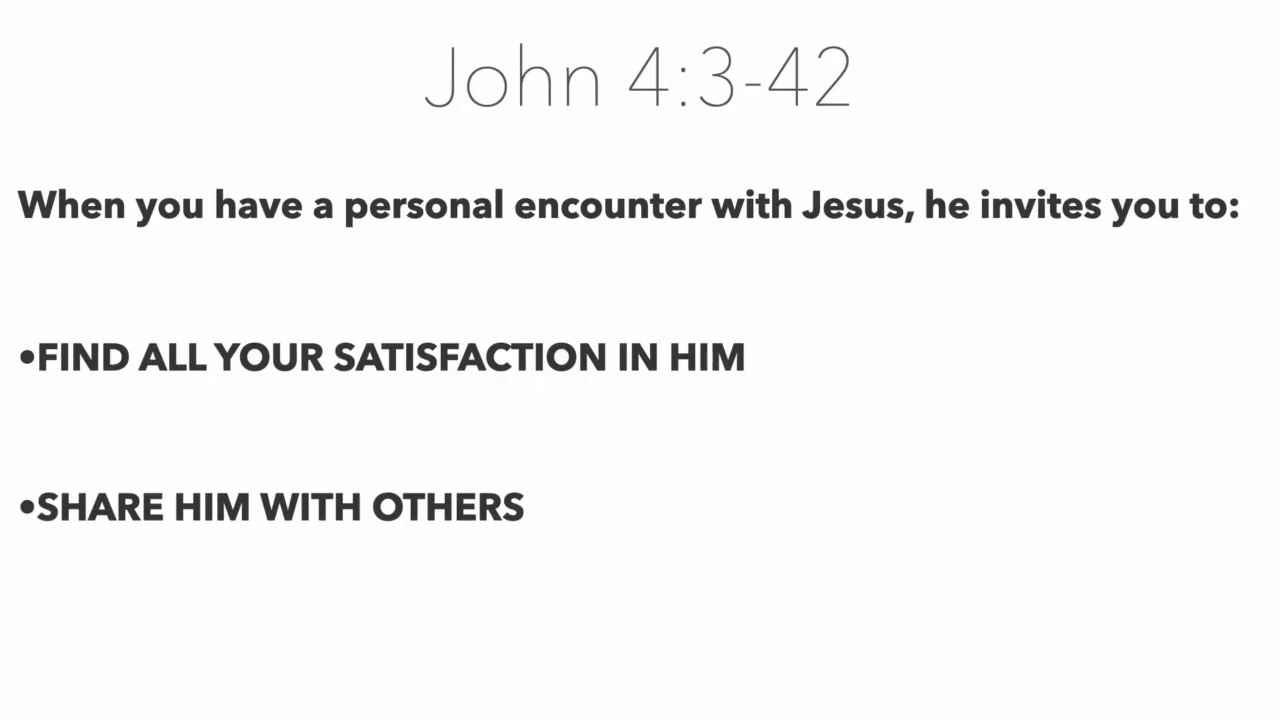 John 4:3-42
When you have a personal encounter with Jesus, he invites you to:
•FIND ALL YOUR SATISFACTION IN HIM
•SHARE HIM WITH OTHERS